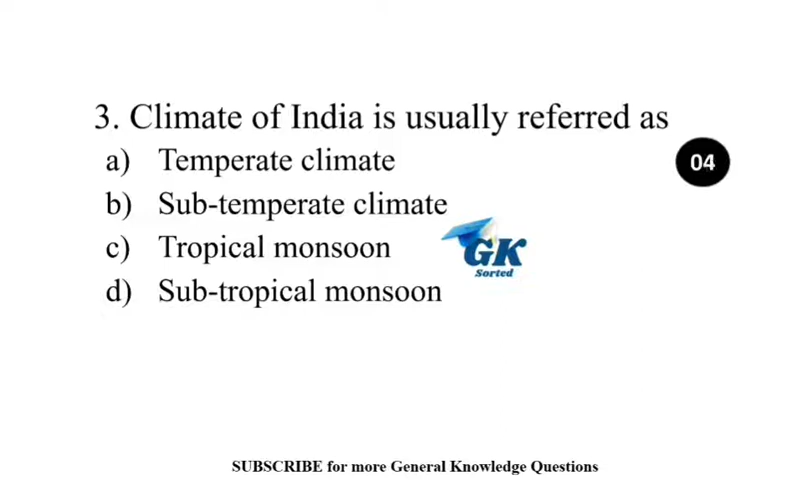 3. Climate of India is usually referred as
a) Temperate climate
04
b) Sub-temperate climate
c) Tropical monsoon
GK
Sorted
d) Sub-tropical monsoon
SUBSCRIBE for more General Knowledge Questions